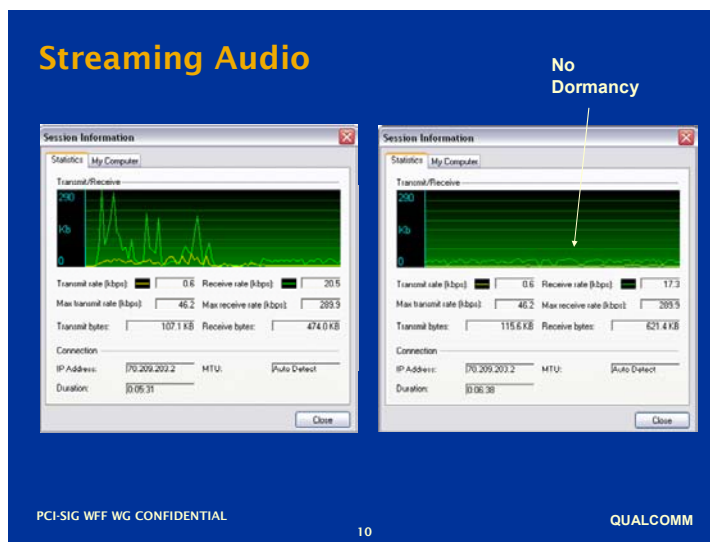 Streaming Audio
No
Dormancy
Session Information
Statistics My Computer
Transmit/Receive
290
Kb
0
Transmit rate (kbps): 0.6 Receive rate (kbps): 20.5
Max transmit rate (kbps): 46.2 Max receive rate (kbps): 289.9
Transmit bytes: 107.1 KB Receive bytes: 474.0 KB
Connection
IP Address: 70.209.203.2 MTU: Auto Detect
Duration: 0:05:31
Close
Session Information
Statistics My Computer
Transmit/Receive
290
Kb
0
Transmit rate (kbps): 0.6 Receive rate (kbps): 17.3
Max transmit rate (kbps): 46.2 Max receive rate (kbps): 289.9
Transmit bytes: 115.6 KB Receive bytes: 621.4 KB
Connection
IP Address: 70.209.203.2 MTU: Auto Detect
Duration: 0:06:38
Close
PCI-SIG WFF WG CONFIDENTIAL
10
QUALCOMM